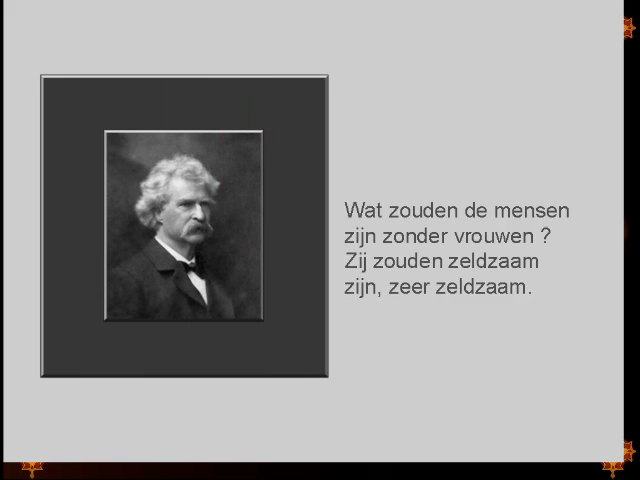 Wat zouden de mensen
zijn zonder vrouwen ?
Zij zouden zeldzaam
zijn, zeer zeldzaam.